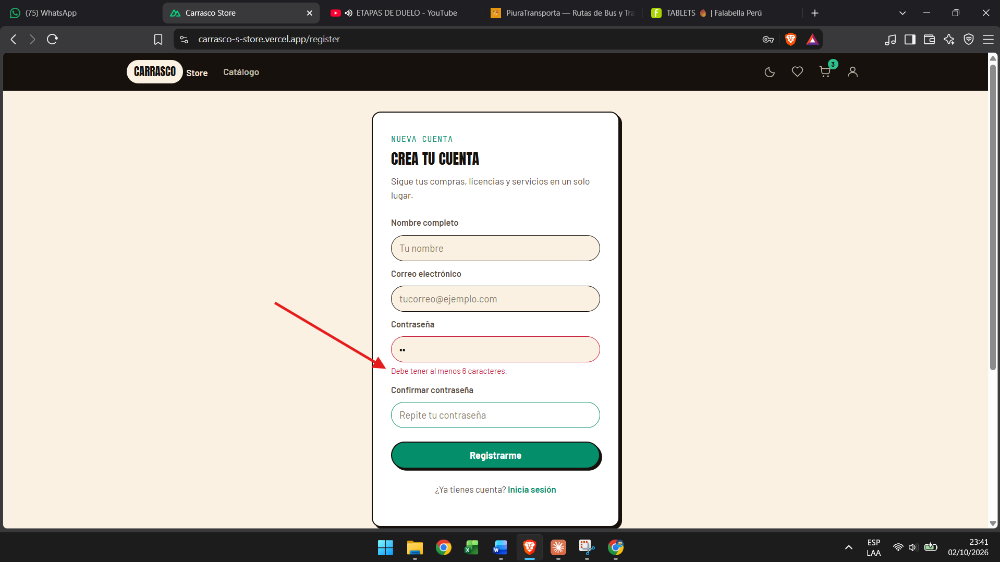 (75) WhatsApp
Carrasco Store
ETAPAS DE DUELO - YouTube
PiuraTransporta — Rutas de Bus y Tra
TABLETS 🔥 | Falabella Perú
carrasco-s-store.vercel.app/register
CARRASCO Store
Catálogo
3
NUEVA CUENTA
CREA TU CUENTA
Sigue tus compras, licencias y servicios en un solo
lugar.
Nombre completo
Tu nombre
Correo electrónico
tucorreo@ejemplo.com
Contraseña
••
Debe tener al menos 6 caracteres.
Confirmar contraseña
Repite tu contraseña
Registrarme
¿Ya tienes cuenta? Inicia sesión
ESP
LAA
23:41
02/10/2026